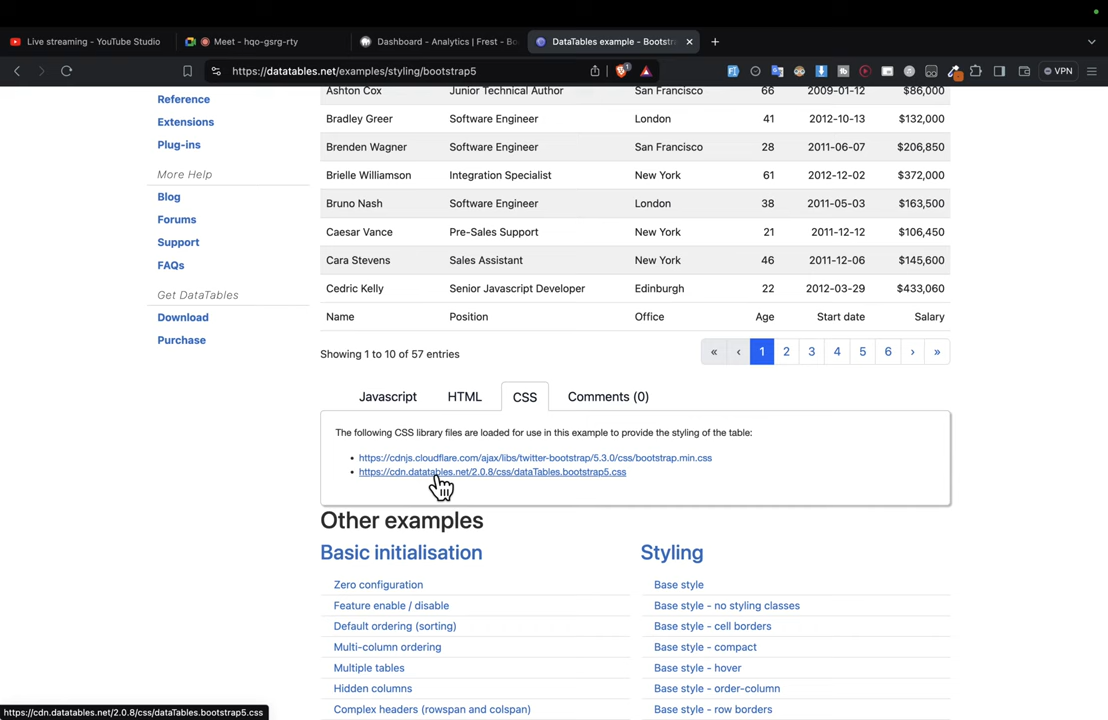 Live streaming - YouTube Studio
Meet - hqo-gsrg-rty
Dashboard - Analytics | Frest - Bo
DataTables example - Bootstr
https://datatables.net/examples/styling/bootstrap5
1
VPN
Reference
Extensions
Plug-ins
More Help
Blog
Forums
Support
FAQs
Get DataTables
Download
Purchase
Ashton Cox Junior Technical Author San Francisco 66 2009-01-12 $86,000
Bradley Greer Software Engineer London 41 2012-10-13 $132,000
Brenden Wagner Software Engineer San Francisco 28 2011-06-07 $206,850
Brielle Williamson Integration Specialist New York 61 2012-12-02 $372,000
Bruno Nash Software Engineer London 38 2011-05-03 $163,500
Caesar Vance Pre-Sales Support New York 21 2011-12-12 $106,450
Cara Stevens Sales Assistant New York 46 2011-12-06 $145,600
Cedric Kelly Senior Javascript Developer Edinburgh 22 2012-03-29 $433,060
Name Position Office Age Start date Salary
Showing 1 to 10 of 57 entries
« ‹ 1 2 3 4 5 6 › »
Javascript HTML CSS Comments (0)
The following CSS library files are loaded for use in this example to provide the styling of the table:
• https://cdnjs.cloudflare.com/ajax/libs/twitter-bootstrap/5.3.0/css/bootstrap.min.css
• https://cdn.datatables.net/2.0.8/css/dataTables.bootstrap5.css
Other examples
Basic initialisation
Zero configuration
Feature enable / disable
Default ordering (sorting)
Multi-column ordering
Multiple tables
Hidden columns
Complex headers (rowspan and colspan)
Styling
Base style
Base style - no styling classes
Base style - cell borders
Base style - compact
Base style - hover
Base style - order-column
Base style - row borders
https://cdn.datatables.net/2.0.8/css/dataTables.bootstrap5.css